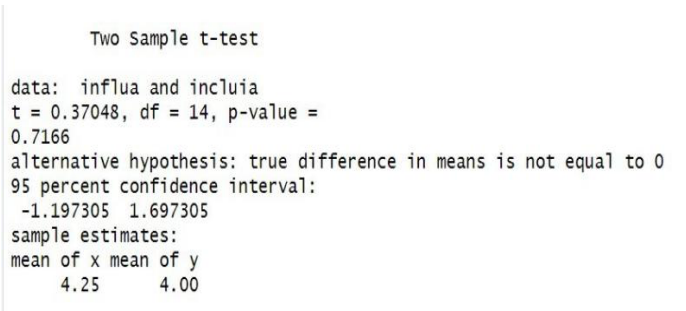 Two Sample t-test
data: influa and incluia
t = 0.37048, df = 14, p-value =
0.7166
alternative hypothesis: true difference in means is not equal to 0
95 percent confidence interval:
-1.197305 1.697305
sample estimates:
mean of x mean of y
4.25 4.00